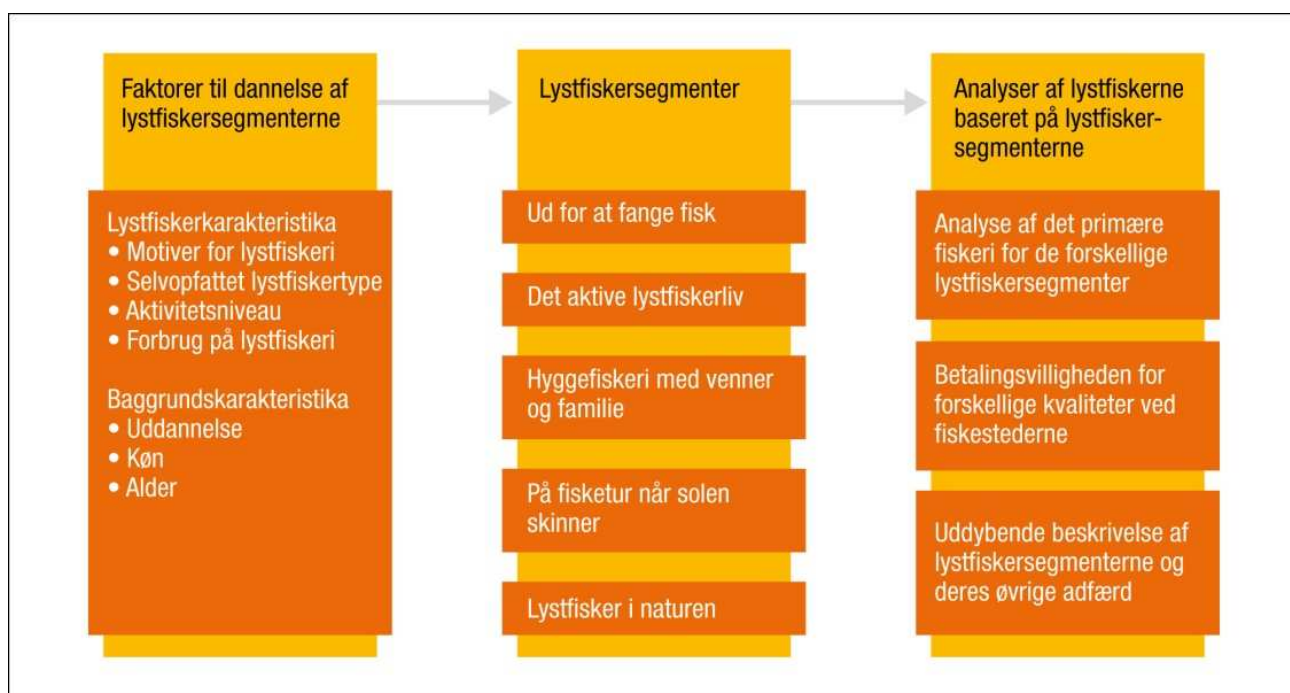 Faktorer til dannelse af
lystfiskersegmenterne
Lystfiskerkarakteristika
• Motiver for lystfiskeri
• Selvopfattet lystfiskertype
• Aktivitetsniveau
• Forbrug på lystfiskeri
Baggrundskarakteristika
• Uddannelse
• Køn
• Alder
Lystfiskersegmenter
Ud for at fange fisk
Det aktive lystfiskerliv
Hyggefiskeri med venner
og familie
På fisketur når solen
skinner
Lystfisker i naturen
Analyser af lystfiskerne
baseret på lystfisker-
segmenterne
Analyse af det primære
fiskeri for de forskellige
lystfiskersegmenter
Betalingsvilligheden for
forskellige kvaliteter ved
fiskestederne
Uddybende beskrivelse af
lystfiskersegmenterne og
deres øvrige adfærd